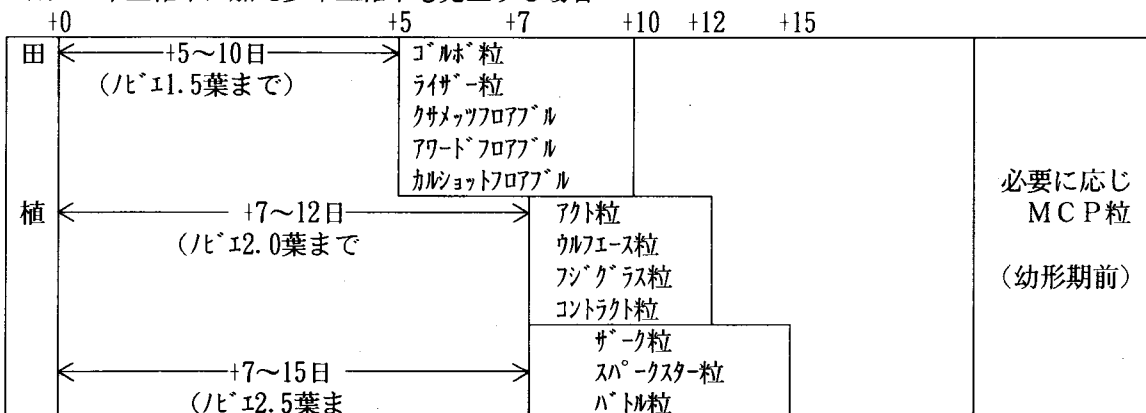 +0 +5 +7 +10 +12 +15
田 +5～10日 ｺﾞﾙﾎﾞ粒
(ﾉﾋﾞｴ1.5葉まで) ﾗｲｻﾞｰ粒
ｸｻﾒｯﾂﾌﾛｱﾌﾞﾙ
ｱﾜｰﾄﾞﾌﾛｱﾌﾞﾙ
ｶﾙｼｮｯﾄﾌﾛｱﾌﾞﾙ 必要に応じ
植 +7～12日 ｱｸﾄ粒 ＭＣＰ粒
(ﾉﾋﾞｴ2.0葉まで ｳﾙﾌｴｰｽ粒
ﾌｼﾞｸﾞﾗｽ粒 (幼形期前)
ｺﾝﾄﾗｸﾄ粒
ｻﾞｰｸ粒
+7～15日 ｽﾊﾟｰｸｽﾀｰ粒
(ﾉﾋﾞｴ2.5葉ま ﾊﾞﾄﾙ粒